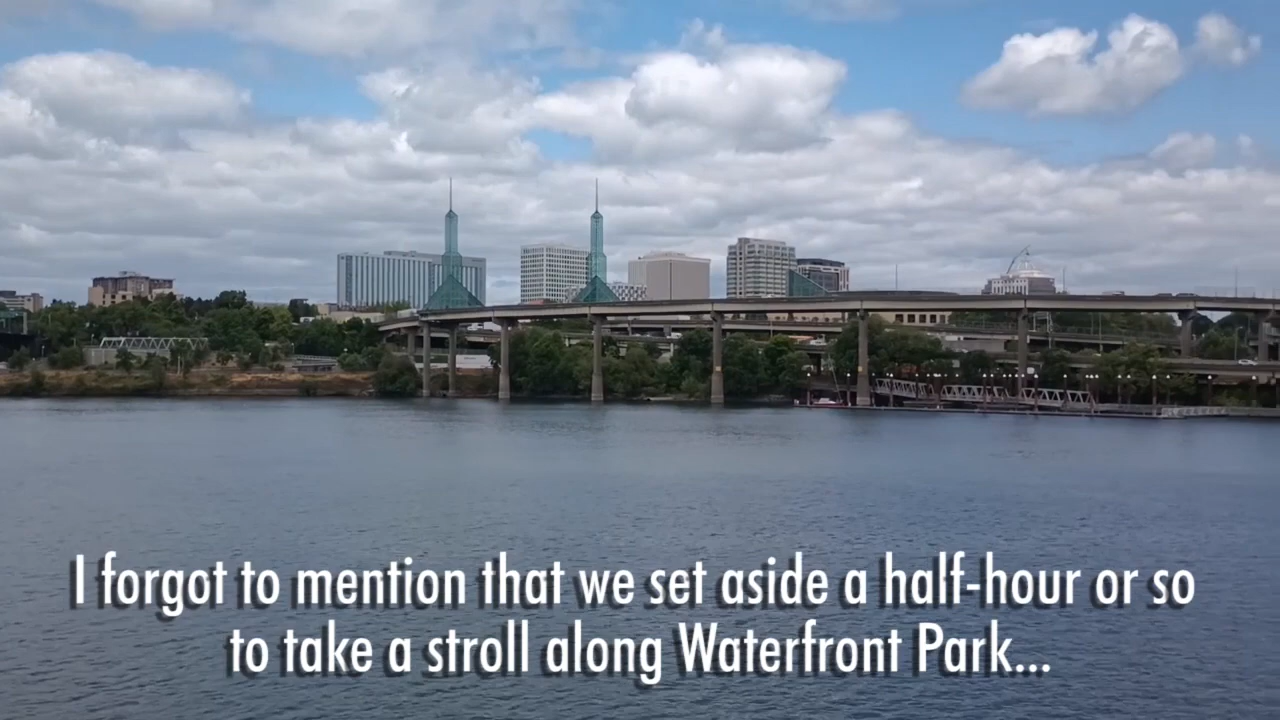 I forgot to mention that we set aside a half-hour or so
to take a stroll along Waterfront Park...